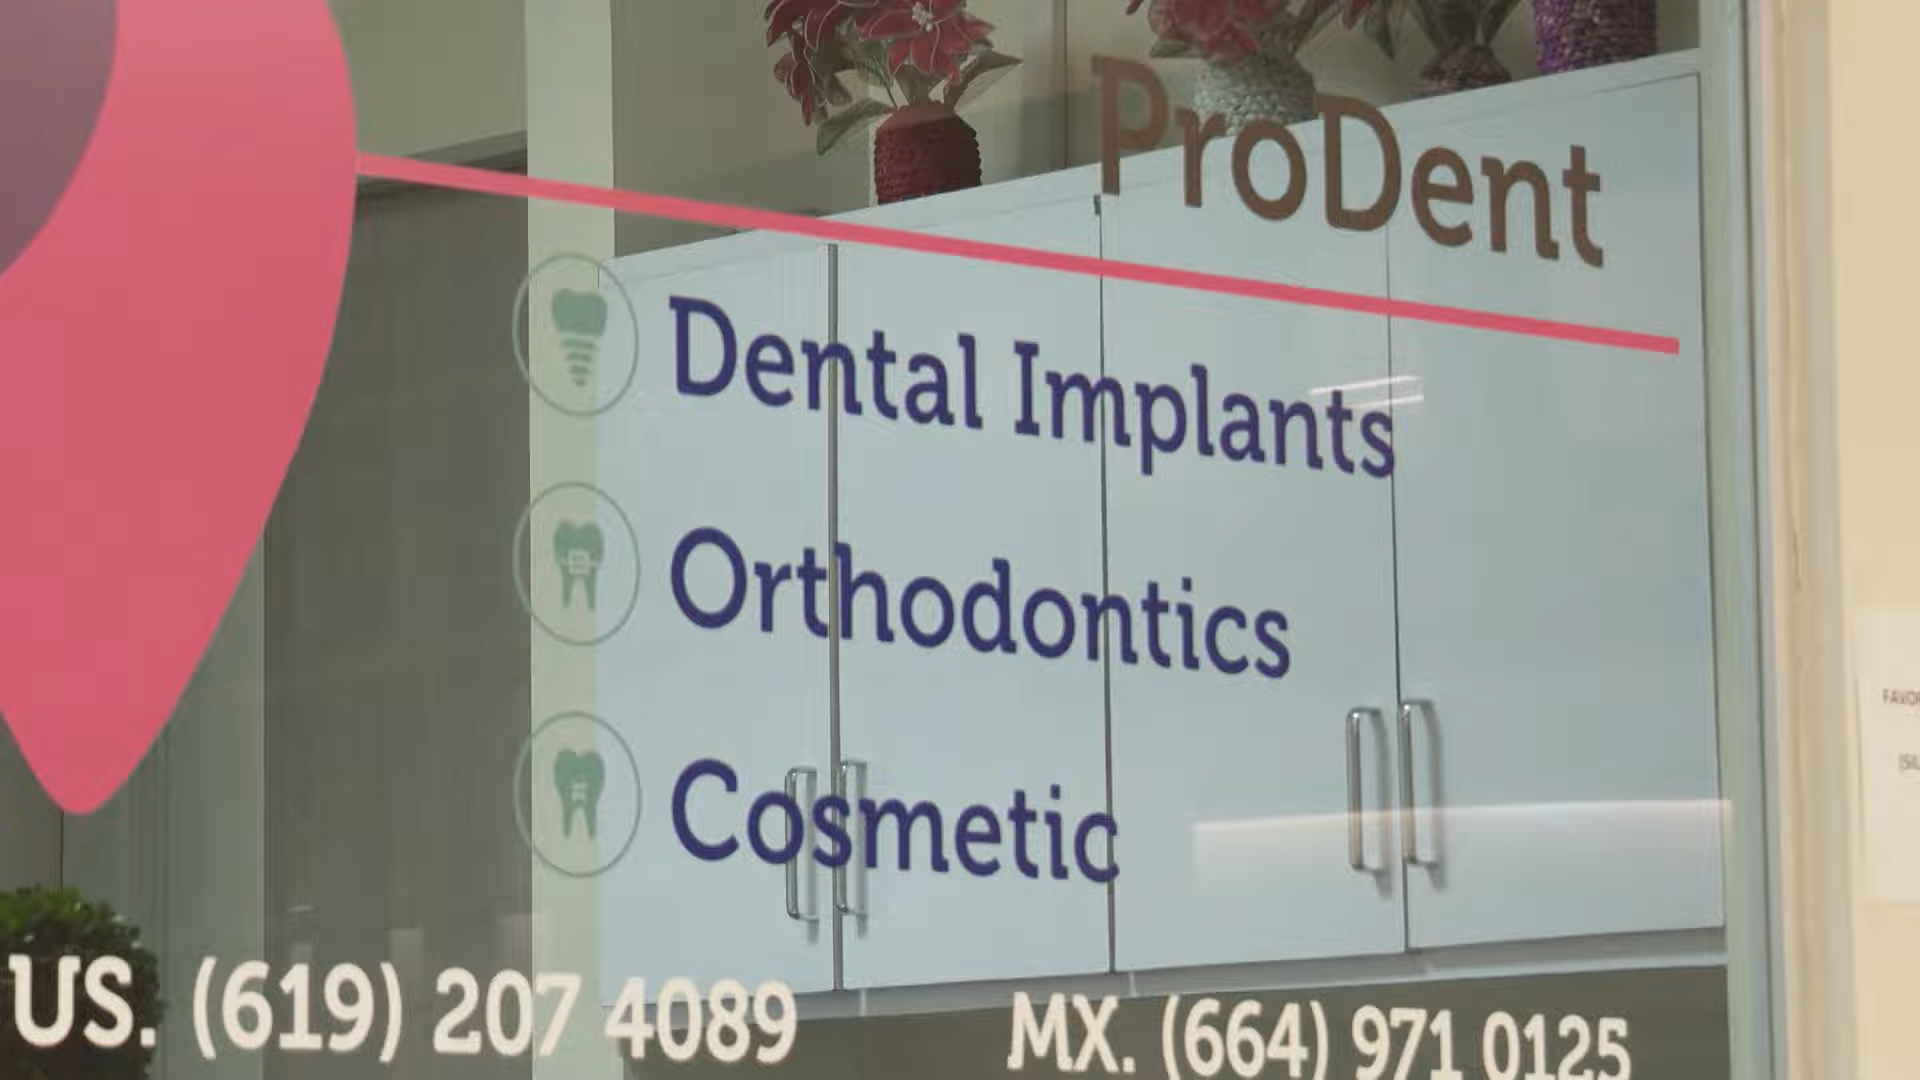 ProDent
Dental Implants
Orthodontics
Cosmetic
US. (619) 207 4089
MX. (664) 971 0125